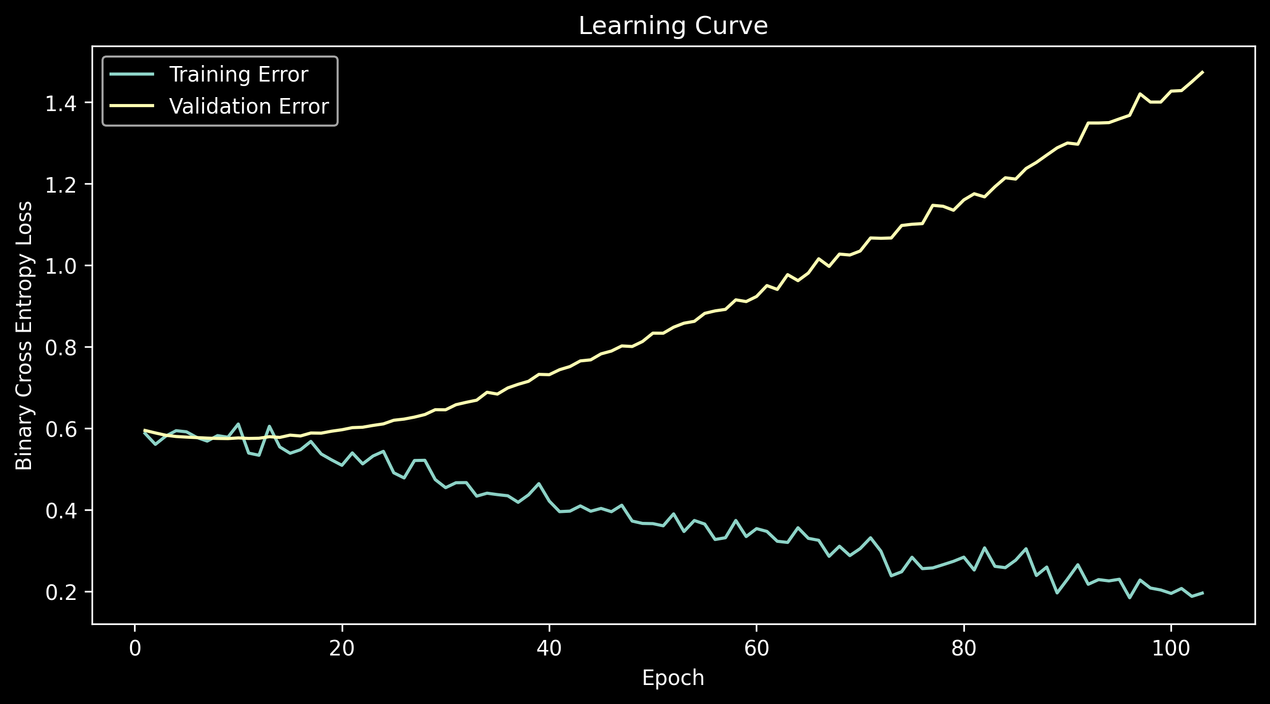 Learning Curve
Training Error
Validation Error
Binary Cross Entropy Loss
1.4
1.2
1.0
0.8
0.6
0.4
0.2
0 20 40 60 80 100
Epoch